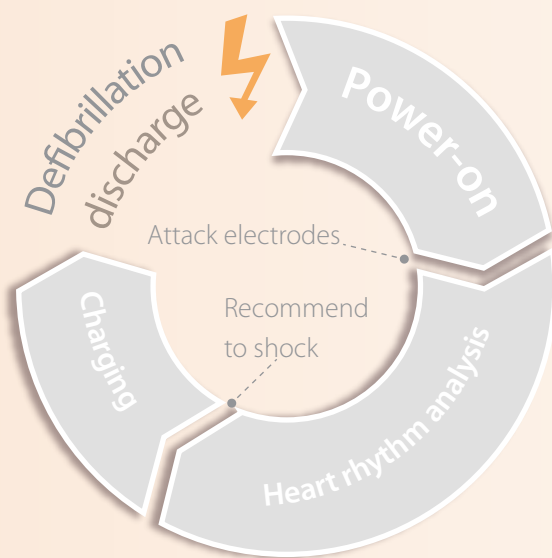 Defibrillation
discharge
Power-on
Attack electrodes
Recommend
to shock
Charging
Heart rhythm analysis